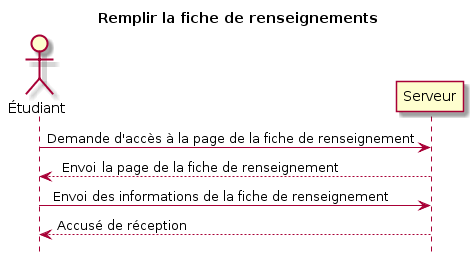 Remplir la fiche de renseignements
Étudiant
Serveur
Demande d'accès à la page de la fiche de renseignement
Envoi la page de la fiche de renseignement
Envoi des informations de la fiche de renseignement
Accusé de réception